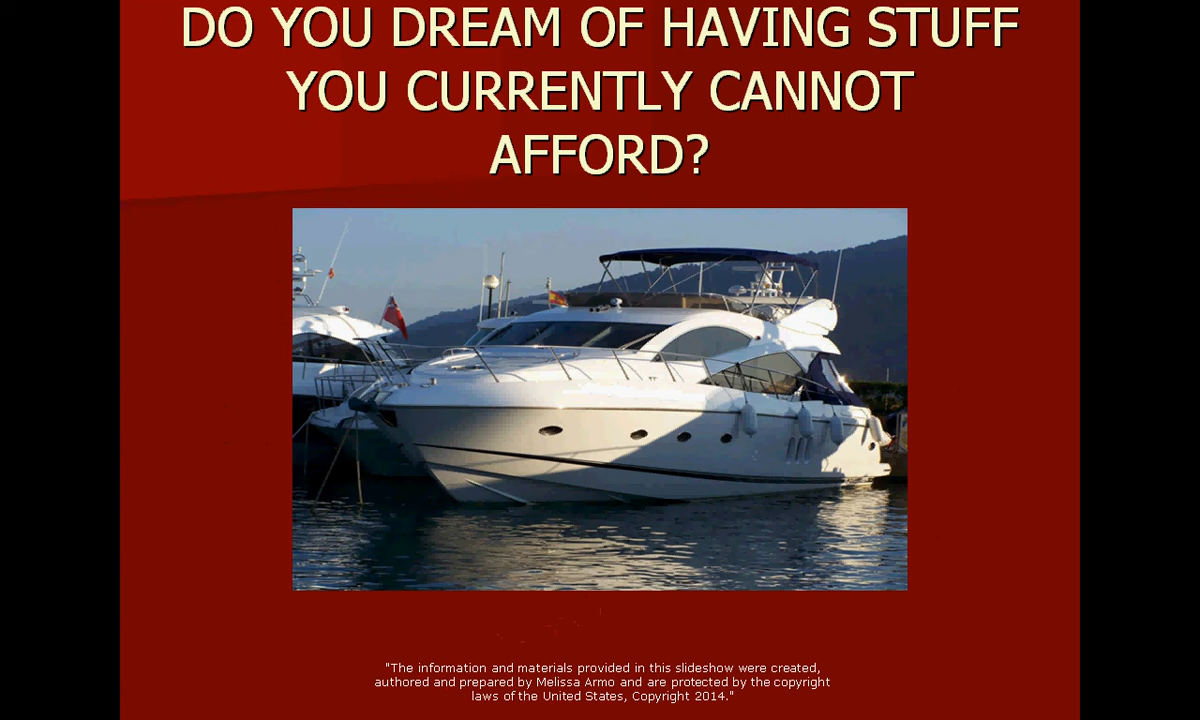 DO YOU DREAM OF HAVING STUFF
YOU CURRENTLY CANNOT
AFFORD?
"The information and materials provided in this slideshow were created,
authored and prepared by Melissa Armo and are protected by the copyright
laws of the United States, Copyright 2014."